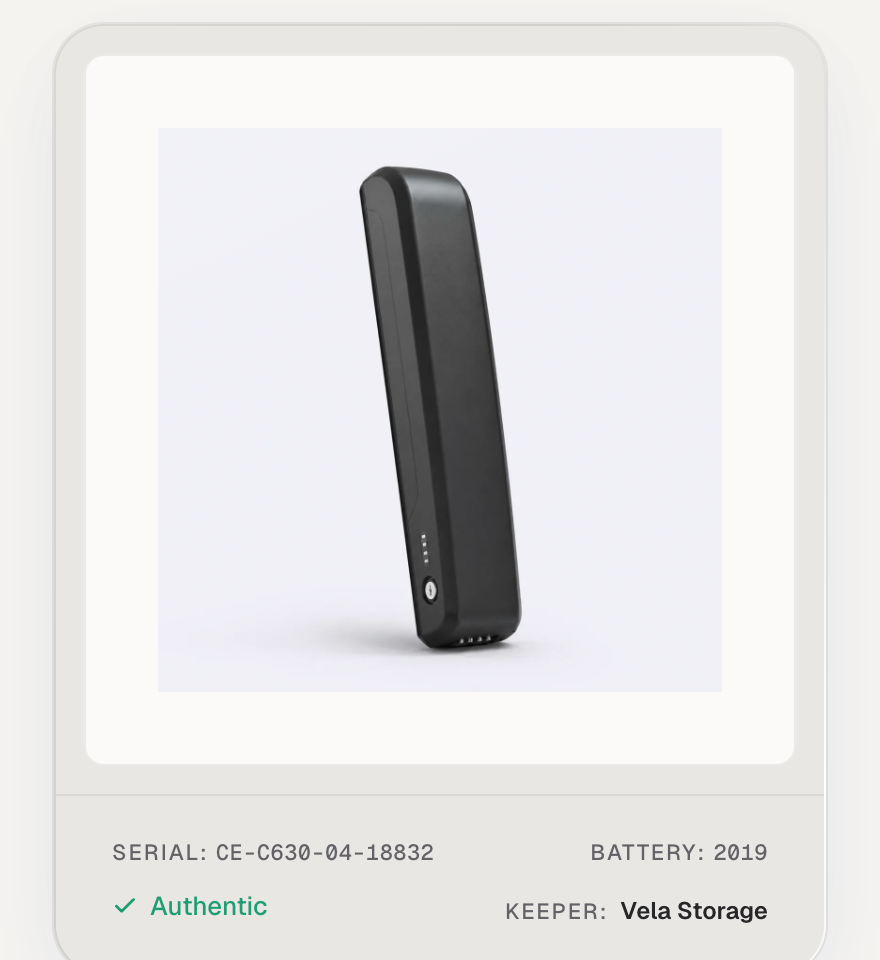 SERIAL: CE-C630-04-18832
BATTERY: 2019
Authentic
KEEPER: Vela Storage